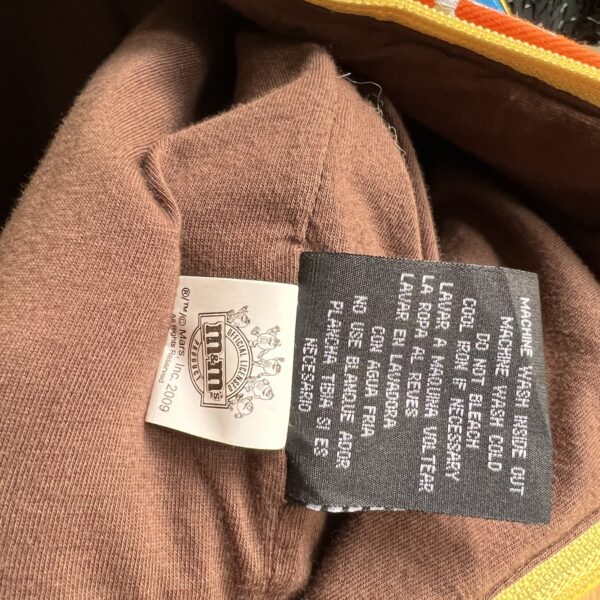 OFFICIAL LICENSED
m&m's
PRODUCT
®/™/© Mars, Inc. 2009
All Rights Reserved
MACHINE WASH INSIDE OUT
MACHINE WASH COLD
DO NOT BLEACH
COOL IRON IF NECESSARY
LAVAR A MAQUINA VOLTEAR
LA ROPA AL REVES
LAVAR EN LAVADORA
CON AGUA FRIA
NO USE BLANQUE ADOR
PLANCHA TIBIA SI ES
NECESARIO